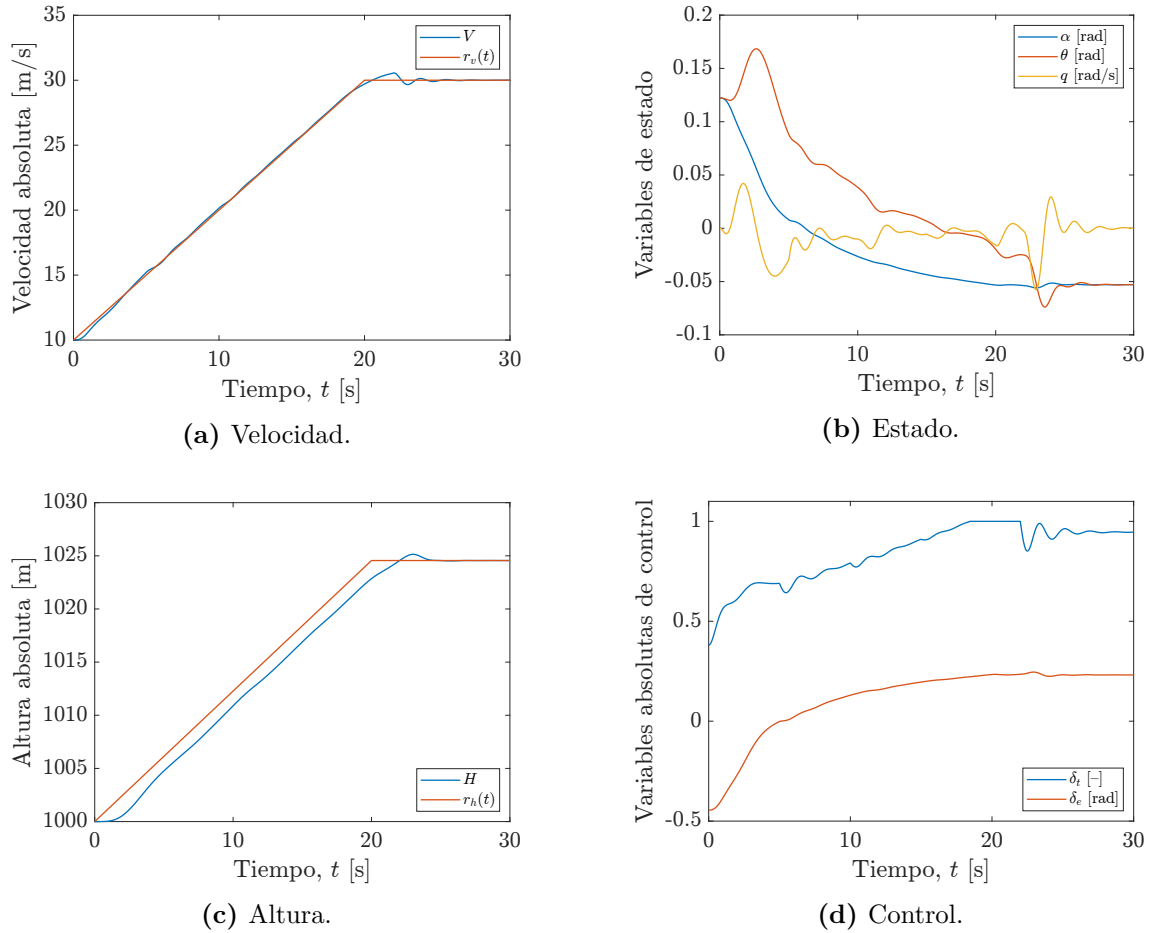 Velocidad absoluta [m/s]
30
25
20
15
10
0
10
20
30
Tiempo, t [s]
V
r_v(t)
(a) Velocidad.
Variables de estado
0.2
0.15
0.1
0.05
0
-0.05
-0.1
0
10
20
30
Tiempo, t [s]
α [rad]
θ [rad]
q [rad/s]
(b) Estado.
Altura absoluta [m]
1030
1025
1020
1015
1010
1005
1000
0
10
20
30
Tiempo, t [s]
H
r_h(t)
(c) Altura.
Variables absolutas de control
1
0.5
0
-0.5
0
10
20
30
Tiempo, t [s]
δ_t [–]
δ_e [rad]
(d) Control.